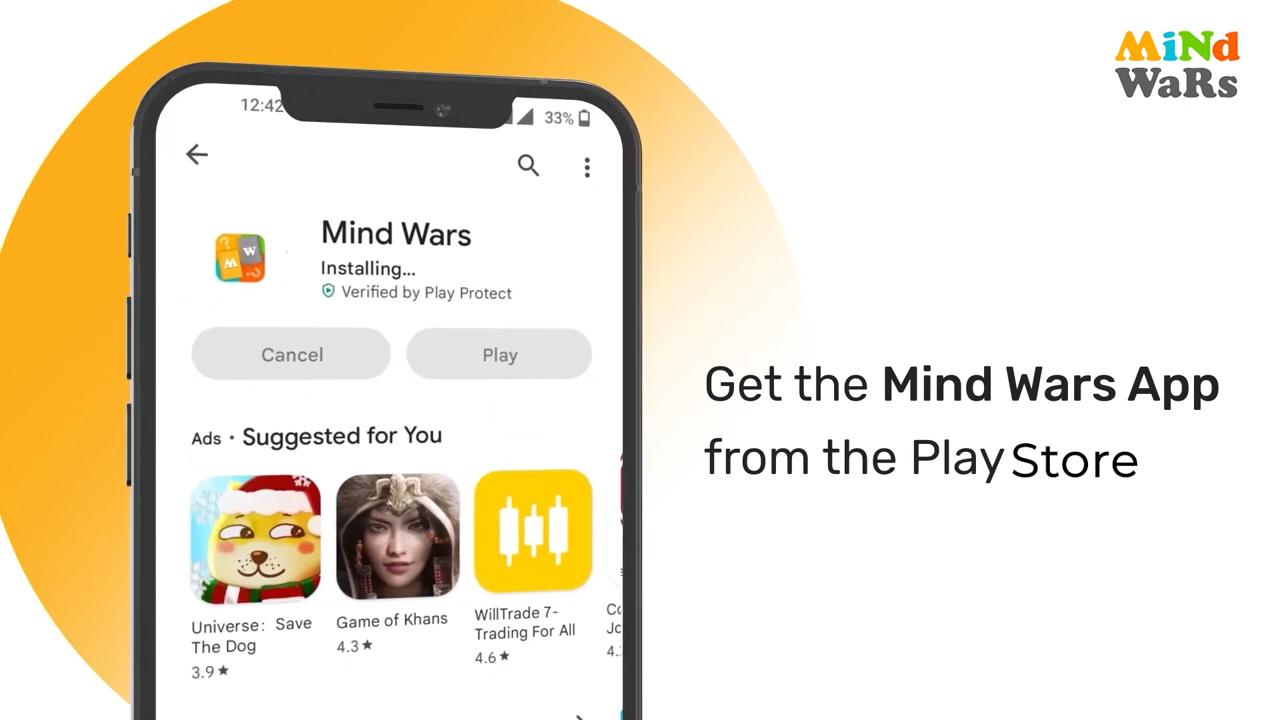 MiNd
WaRs
12:42
33%
Mind Wars
Installing...
Verified by Play Protect
Cancel
Play
Ads • Suggested for You
Universe: Save
The Dog
3.9★
Game of Khans
4.3★
WillTrade 7-
Trading For All
4.6★
Get the Mind Wars App
from the Play Store